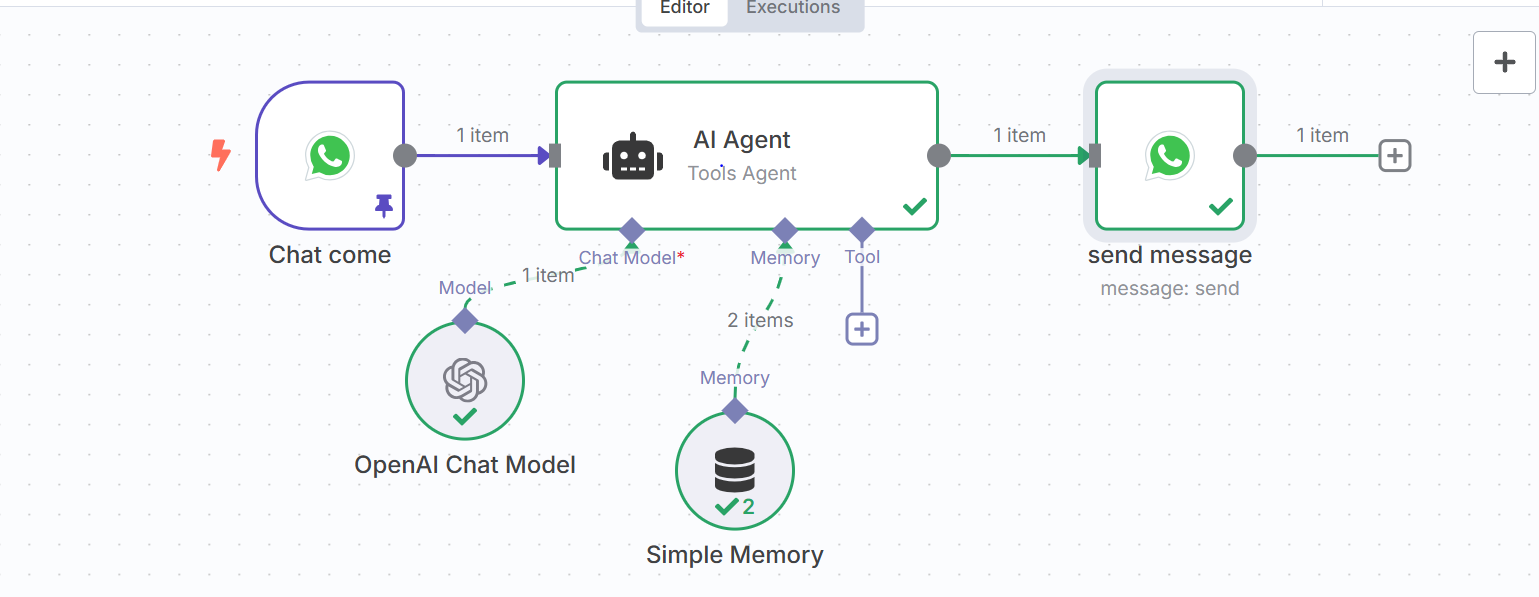 Editor
Executions
1 item
AI Agent
Tools Agent
1 item
1 item
Chat come
Chat Model*
Memory
Tool
send message
message: send
1 item
Model
2 items
Memory
OpenAI Chat Model
2
Simple Memory